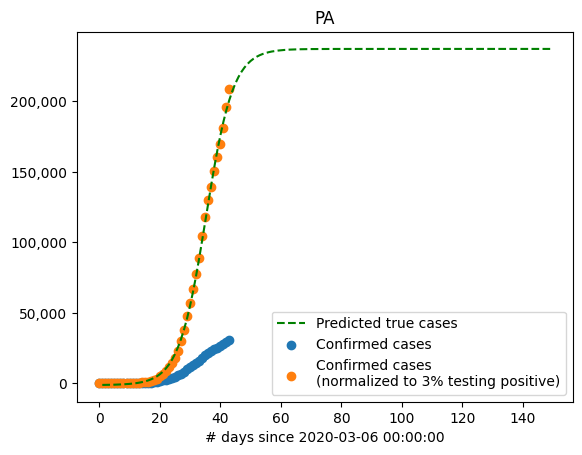 PA
200,000
150,000
100,000
50,000
0
Predicted true cases
Confirmed cases
Confirmed cases
(normalized to 3% testing positive)
0 20 40 60 80 100 120 140
# days since 2020-03-06 00:00:00